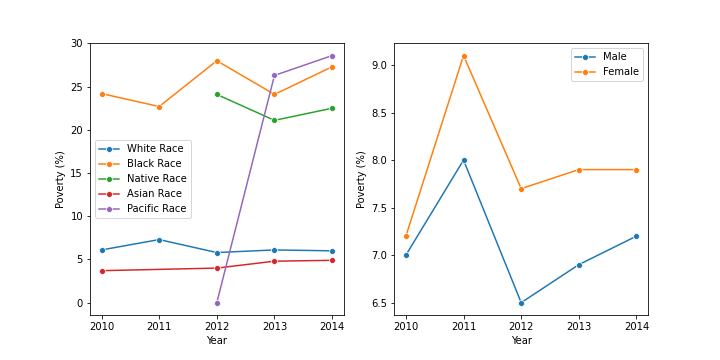 30
25
20
15
10
5
0
Poverty (%)
White Race
Black Race
Native Race
Asian Race
Pacific Race
2010 2011 2012 2013 2014
Year
9.0
8.5
8.0
7.5
7.0
6.5
Poverty (%)
Male
Female
2010 2011 2012 2013 2014
Year